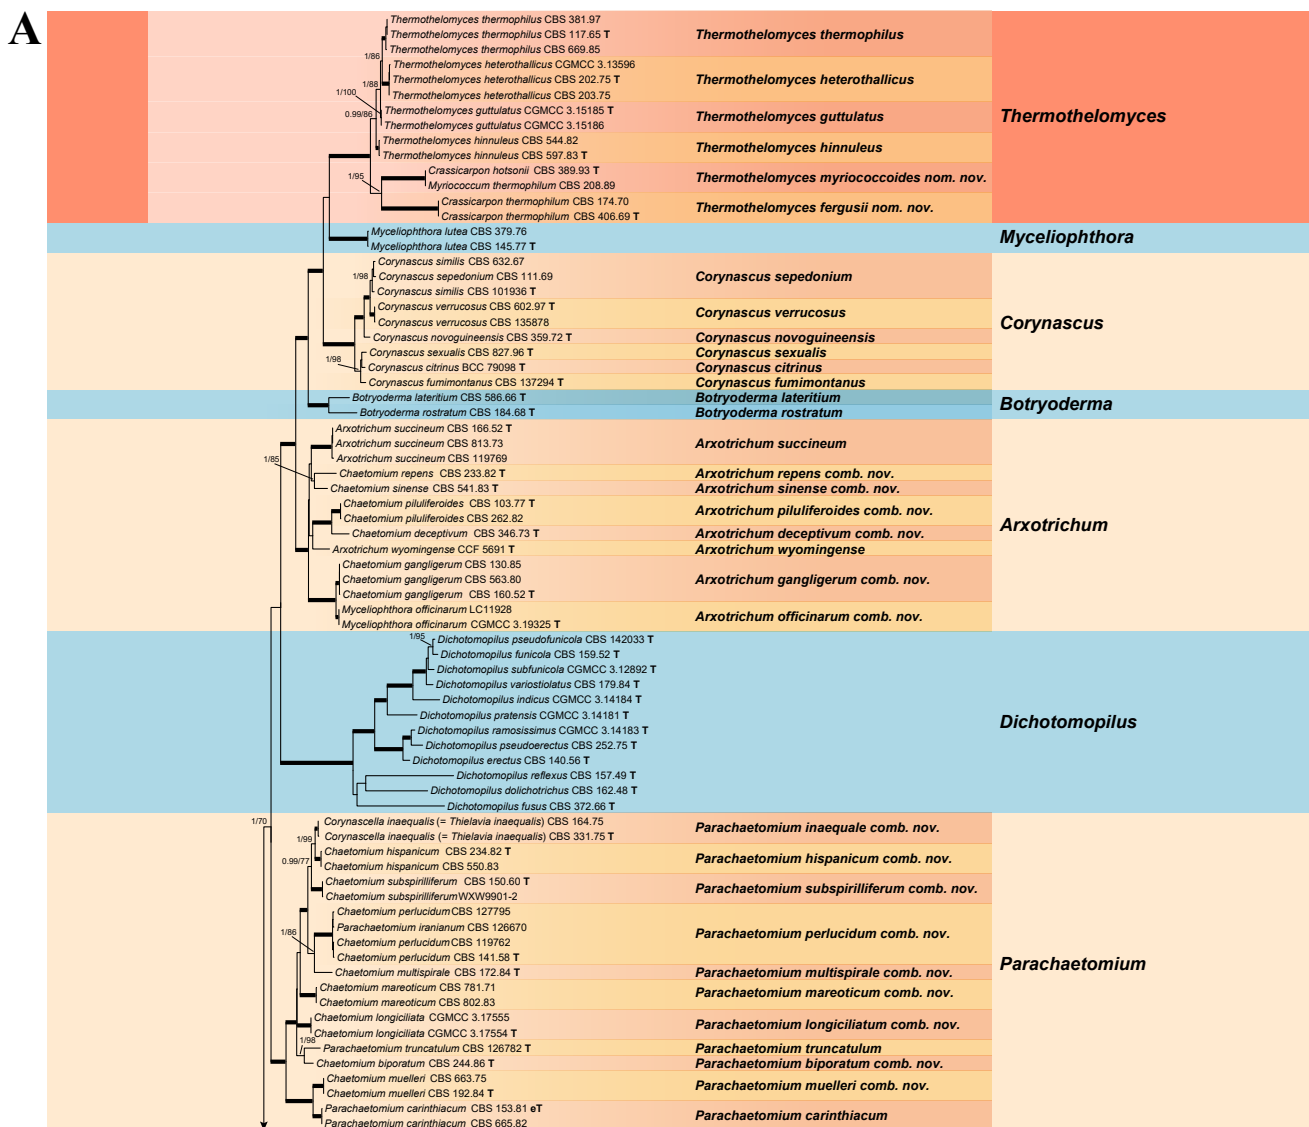 A
Thermothelomyces thermophilus CBS 381.97
Thermothelomyces thermophilus CBS 117.65 T
Thermothelomyces thermophilus
Thermothelomyces thermophilus CBS 669.85
1/86
Thermothelomyces heterothallicus CGMCC 3.13596
Thermothelomyces heterothallicus CBS 202.75 T
Thermothelomyces heterothallicus
1/88
Thermothelomyces heterothallicus CBS 203.75
1/100
Thermothelomyces guttulatus CGMCC 3.15185 T
0.99/86
Thermothelomyces guttulatus
Thermothelomyces
Thermothelomyces guttulatus CGMCC 3.15186
Thermothelomyces hinnuleus CBS 544.82
Thermothelomyces hinnuleus
Thermothelomyces hinnuleus CBS 597.83 T
Crassicarpon hotsonii CBS 389.93 T
1/95
Thermothelomyces myriococcoides nom. nov.
Myriococcum thermophilum CBS 208.89
Crassicarpon thermophilum CBS 174.70
Thermothelomyces fergusii nom. nov.
Crassicarpon thermophilum CBS 406.69 T
Myceliophthora lutea CBS 379.76
Myceliophthora
Myceliophthora lutea CBS 145.77 T
Corynascus similis CBS 632.67
1/98
Corynascus sepedonium CBS 111.69
Corynascus sepedonium
Corynascus similis CBS 101936 T
Corynascus verrucosus CBS 602.97 T
Corynascus verrucosus
Corynascus verrucosus CBS 135878
Corynascus
Corynascus novoguineensis CBS 359.72 T
Corynascus novoguineensis
Corynascus sexualis CBS 827.96 T
Corynascus sexualis
1/98
Corynascus citrinus BCC 79098 T
Corynascus citrinus
Corynascus fumimontanus CBS 137294 T
Corynascus fumimontanus
Botryoderma lateritium CBS 586.66 T
Botryoderma lateritium
Botryoderma
Botryoderma rostratum CBS 184.68 T
Botryoderma rostratum
Arxotrichum succineum CBS 166.52 T
Arxotrichum succineum CBS 813.73
Arxotrichum succineum
Arxotrichum succineum CBS 119769
1/85
Chaetomium repens CBS 233.82 T
Arxotrichum repens comb. nov.
Chaetomium sinense CBS 541.83 T
Arxotrichum sinense comb. nov.
Chaetomium piluliferoides CBS 103.77 T
Arxotrichum piluliferoides comb. nov.
Chaetomium piluliferoides CBS 262.82
Arxotrichum
Chaetomium deceptivum CBS 346.73 T
Arxotrichum deceptivum comb. nov.
Arxotrichum wyomingense CCF 5691 T
Arxotrichum wyomingense
Chaetomium gangligerum CBS 130.85
Chaetomium gangligerum CBS 563.80
Arxotrichum gangligerum comb. nov.
Chaetomium gangligerum CBS 160.52 T
Myceliophthora officinarum LC11928
Arxotrichum officinarum comb. nov.
Myceliophthora officinarum CGMCC 3.19325 T
1/95
Dichotomopilus pseudofunicola CBS 142033 T
Dichotomopilus funicola CBS 159.52 T
Dichotomopilus subfunicola CGMCC 3.12892 T
Dichotomopilus variostiolatus CBS 179.84 T
Dichotomopilus indicus CGMCC 3.14184 T
Dichotomopilus pratensis CGMCC 3.14181 T
Dichotomopilus
Dichotomopilus ramosissimus CGMCC 3.14183 T
Dichotomopilus pseudoerectus CBS 252.75 T
Dichotomopilus erectus CBS 140.56 T
Dichotomopilus reflexus CBS 157.49 T
Dichotomopilus dolichotrichus CBS 162.48 T
Dichotomopilus fusus CBS 372.66 T
1/70
Corynascella inaequalis (= Thielavia inaequalis) CBS 164.75
Parachaetomium inaequale comb. nov.
1/99
Corynascella inaequalis (= Thielavia inaequalis) CBS 331.75 T
Chaetomium hispanicum CBS 234.82 T
0.99/77
Parachaetomium hispanicum comb. nov.
Chaetomium hispanicum CBS 550.83
Chaetomium subspirilliferum CBS 150.60 T
Parachaetomium subspirilliferum comb. nov.
Chaetomium subspirilliferumWXW9901-2
Chaetomium perlucidumCBS 127795
1/86
Parachaetomium iranianum CBS 126670
Parachaetomium perlucidum comb. nov.
Chaetomium perlucidumCBS 119762
Chaetomium perlucidum CBS 141.58 T
Parachaetomium
Chaetomium multispirale CBS 172.84 T
Parachaetomium multispirale comb. nov.
Chaetomium mareoticum CBS 781.71
Parachaetomium mareoticum comb. nov.
Chaetomium mareoticum CBS 802.83
Chaetomium longiciliata CGMCC 3.17555
Parachaetomium longiciliatum comb. nov.
Chaetomium longiciliata CGMCC 3.17554 T
1/98
Parachaetomium truncatulum CBS 126782 T
Parachaetomium truncatulum
Chaetomium biporatum CBS 244.86 T
Parachaetomium biporatum comb. nov.
Chaetomium muelleri CBS 663.75
Parachaetomium muelleri comb. nov.
Chaetomium muelleri CBS 192.84 T
Parachaetomium carinthiacum CBS 153.81 eT
Parachaetomium carinthiacum
Parachaetomium carinthiacum CBS 665.82